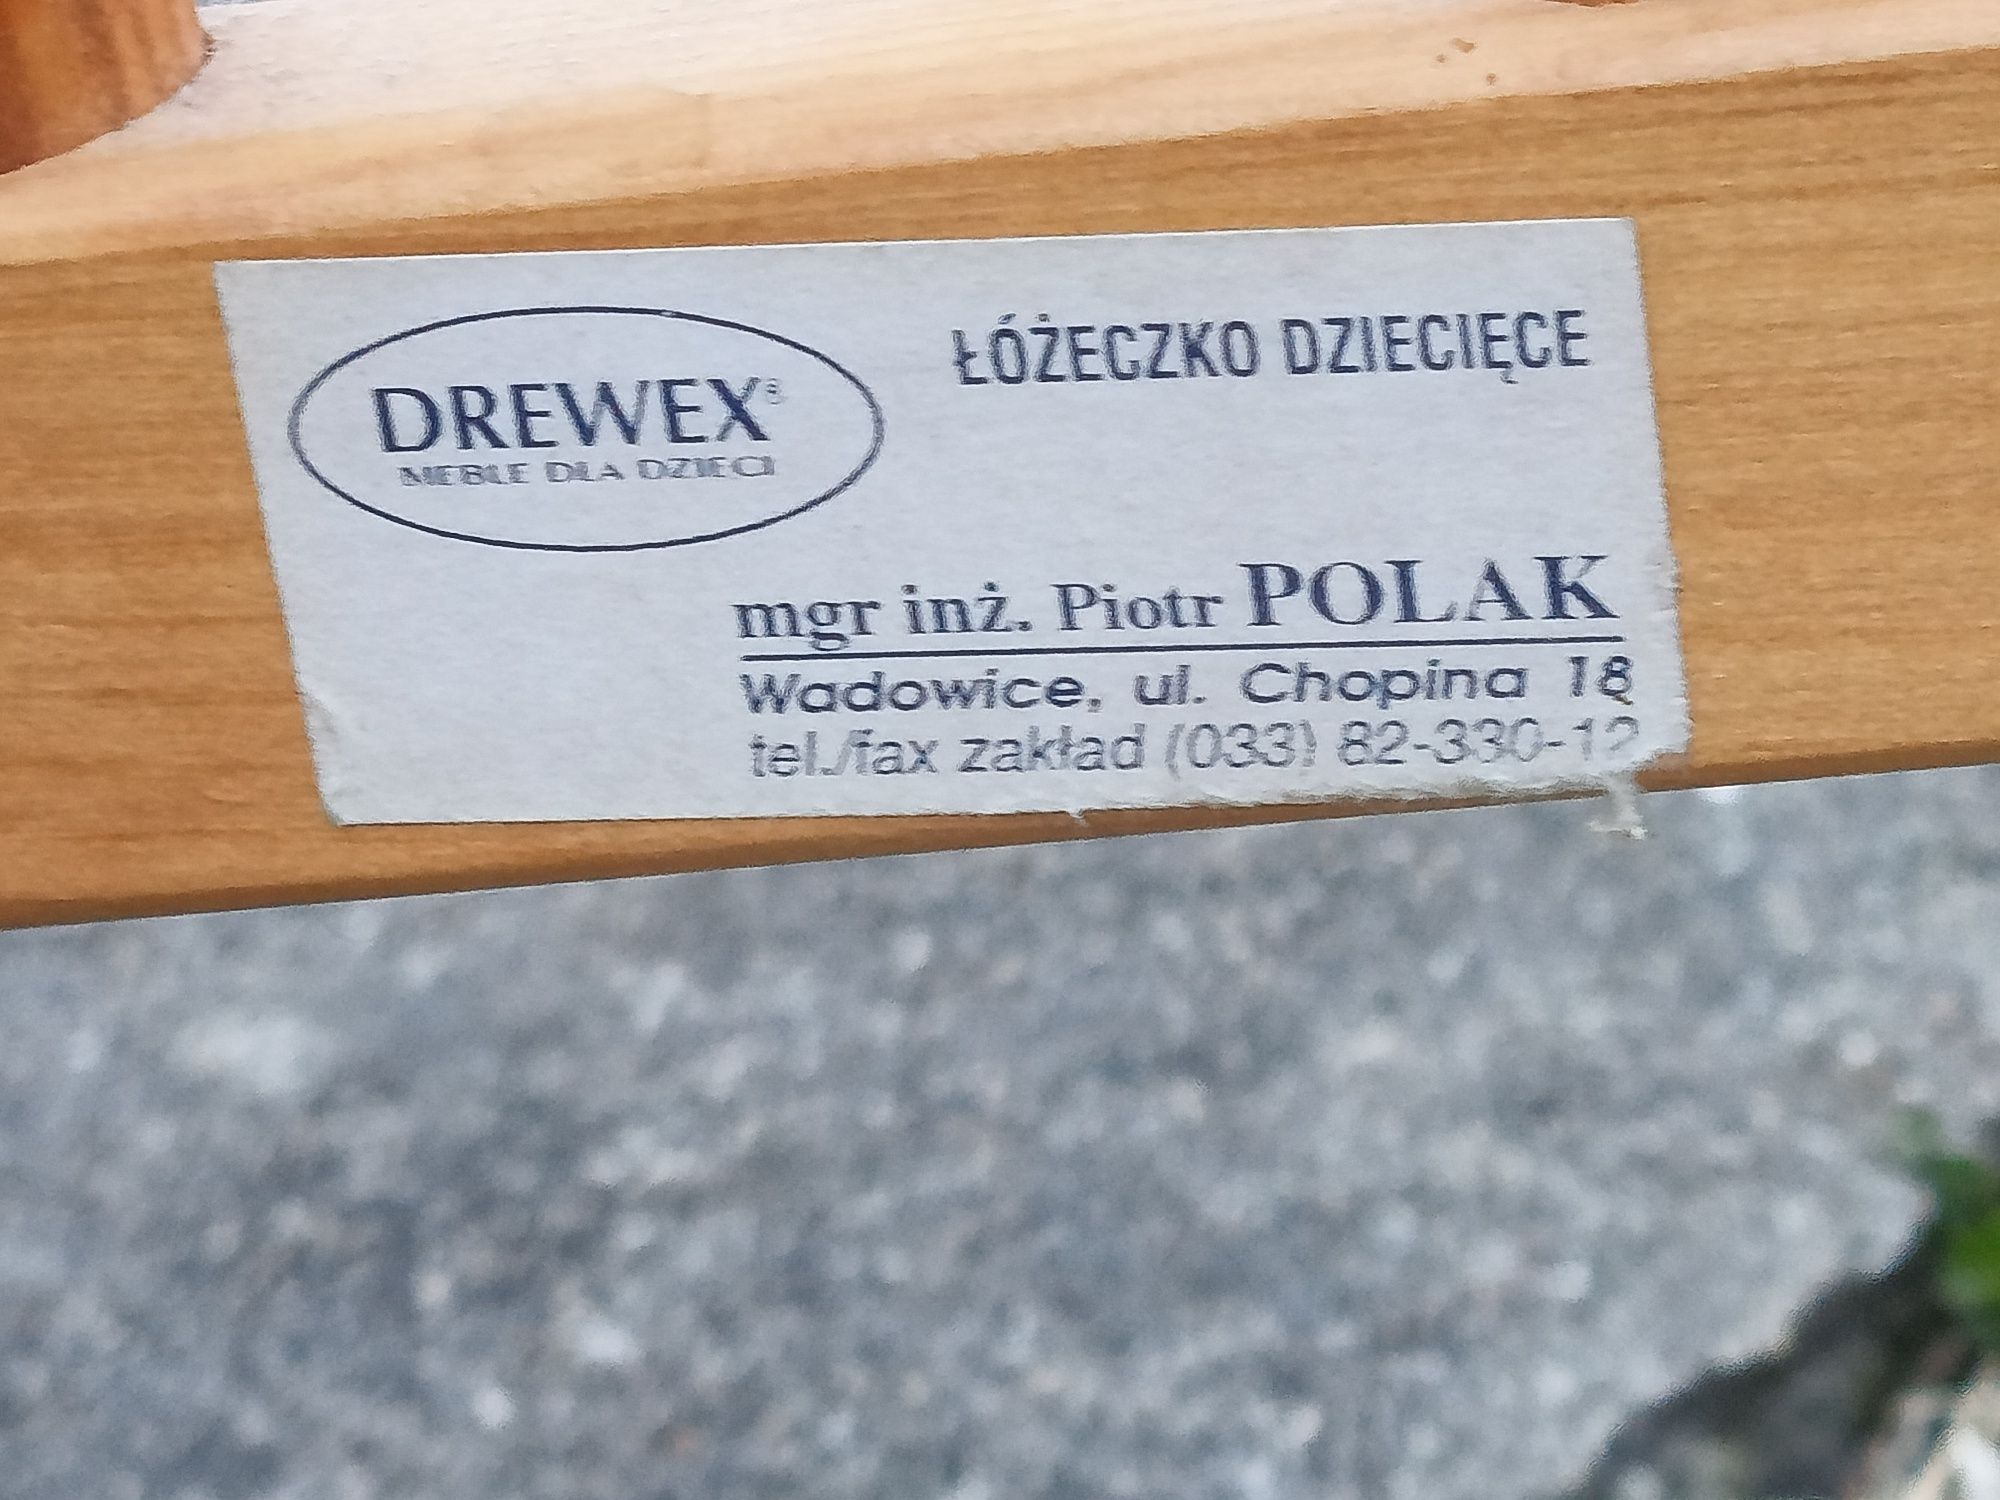 DREWEX®
MEBLE DLA DZIECI
ŁÓŻECZKO DZIECIĘCE
mgr inż. Piotr POLAK
Wadowice, ul. Chopina 18
tel./fax zakład (033) 82-330-12